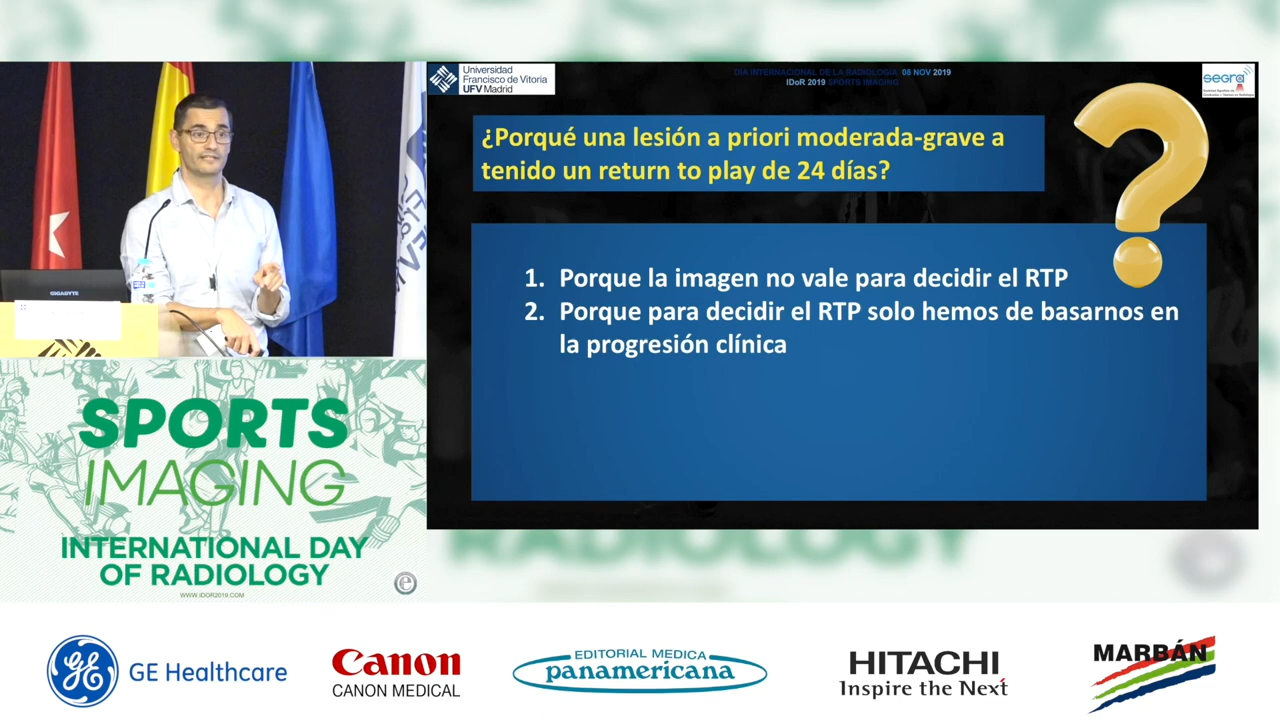 Universidad
Francisco de Vitoria
UFV Madrid
DIA INTERNACIONAL DE LA RADIOLOGIA. 08 NOV 2019
IDoR 2019 SPORTS IMAGING
segra
¿Porqué una lesión a priori moderada-grave a
tenido un return to play de 24 días?
1. Porque la imagen no vale para decidir el RTP
2. Porque para decidir el RTP solo hemos de basarnos en
la progresión clínica
GIGABYTE
SPORTS
IMAGING
INTERNATIONAL DAY
OF RADIOLOGY
WWW.IDOR2019.COM
RADIOLOGY
GE Healthcare
Canon
CANON MEDICAL
EDITORIAL MEDICA
panamericana
HITACHI
Inspire the Next
MARBÁN